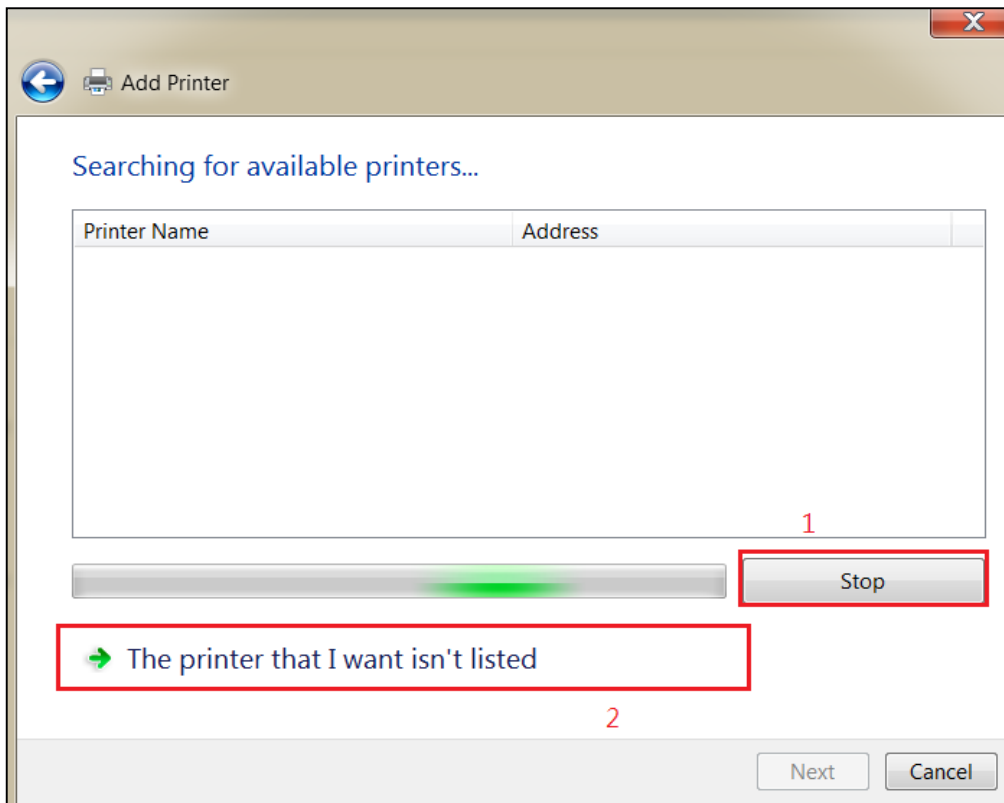 X
Add Printer
Searching for available printers...
Printer Name Address
1
Stop
The printer that I want isn't listed
2
Next Cancel